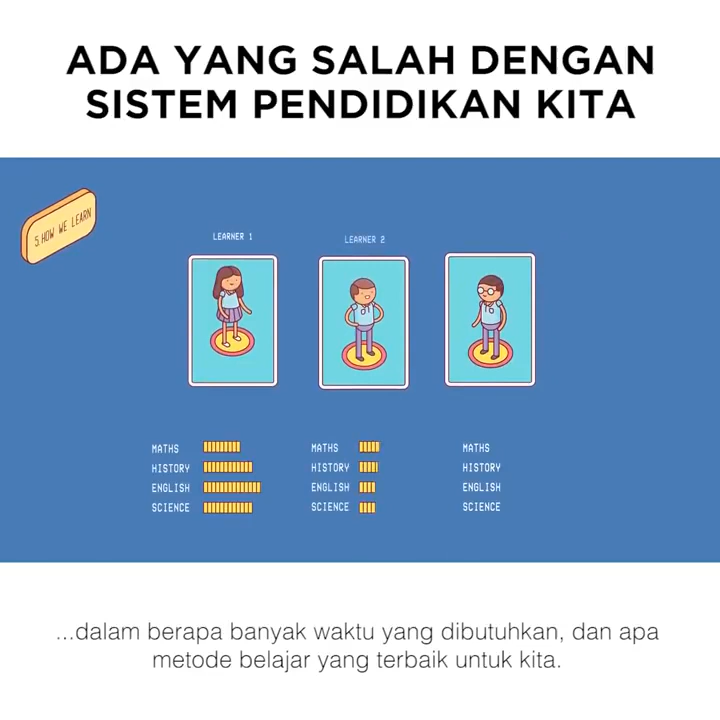 ADA YANG SALAH DENGAN
SISTEM PENDIDIKAN KITA
5. HOW WE LEARN
LEARNER 1
LEARNER 2
MATHS
HISTORY
ENGLISH
SCIENCE
MATHS
HISTORY
ENGLISH
SCIENCE
MATHS
HISTORY
ENGLISH
SCIENCE
...dalam berapa banyak waktu yang dibutuhkan, dan apa
metode belajar yang terbaik untuk kita.